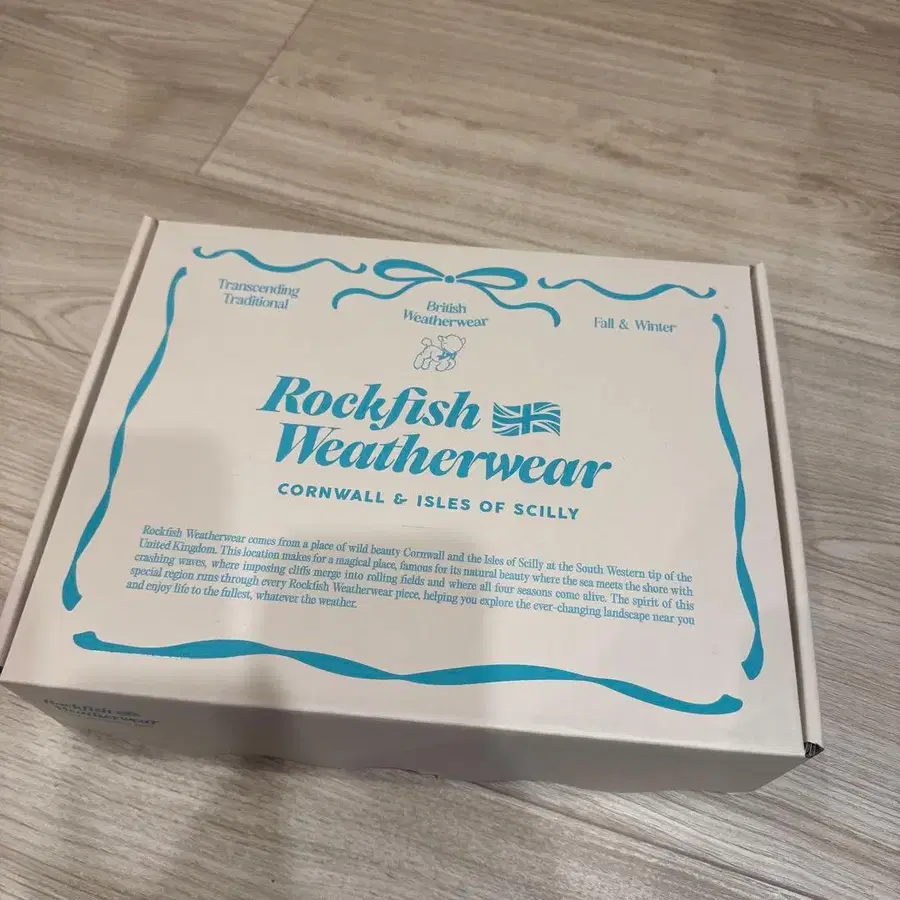 Transcending
Traditional
British
Weatherwear
Fall & Winter
Rockfish
Weatherwear
CORNWALL & ISLES OF SCILLY
Rockfish Weatherwear comes from a place of wild beauty Cornwall and the Isles of Scilly at the South Western tip of the
United Kingdom. This location makes for a magical place, famous for its natural beauty where the sea meets the shore with
crashing waves, where imposing cliffs merge into rolling fields and where all four seasons come alive. The spirit of this
special region runs through every Rockfish Weatherwear piece, helping you explore the ever-changing landscape near you
and enjoy life to the fullest, whatever the weather.
Rockfish
Weatherwear